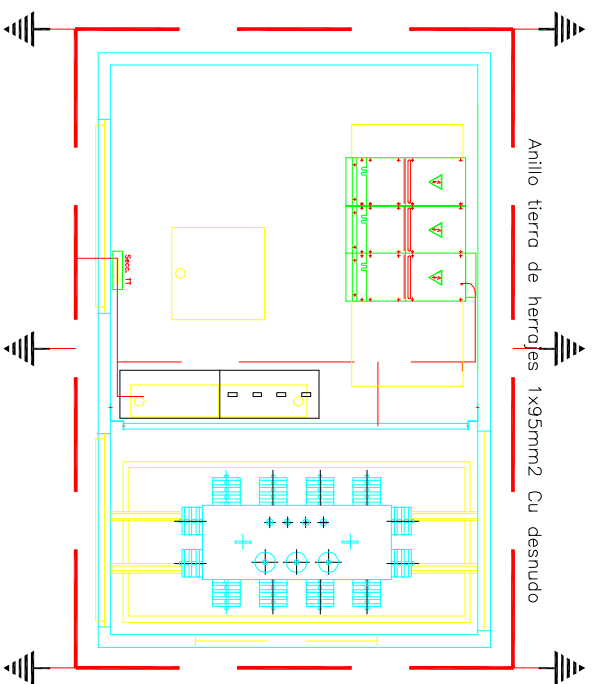 Anillo tierra de herrajes 1x95mm2 Cu desnudo
Secc. TT